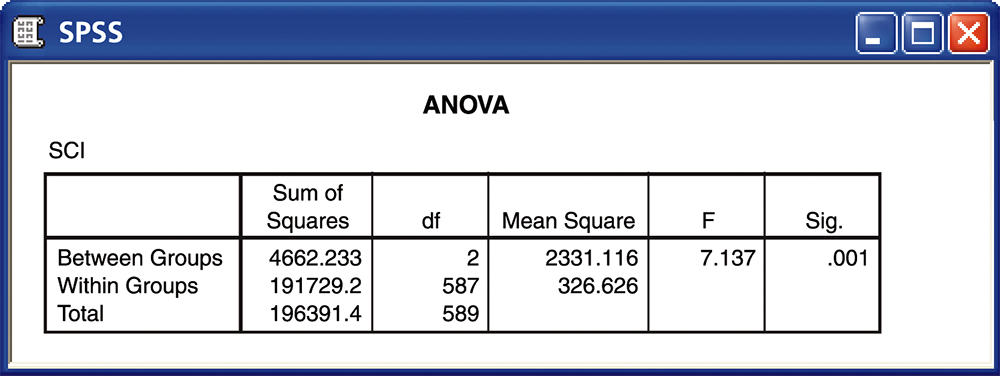 SPSS
ANOVA
SCI
Sum of
Squares df Mean Square F Sig.
Between Groups 4662.233 2 2331.116 7.137 .001
Within Groups 191729.2 587 326.626
Total 196391.4 589